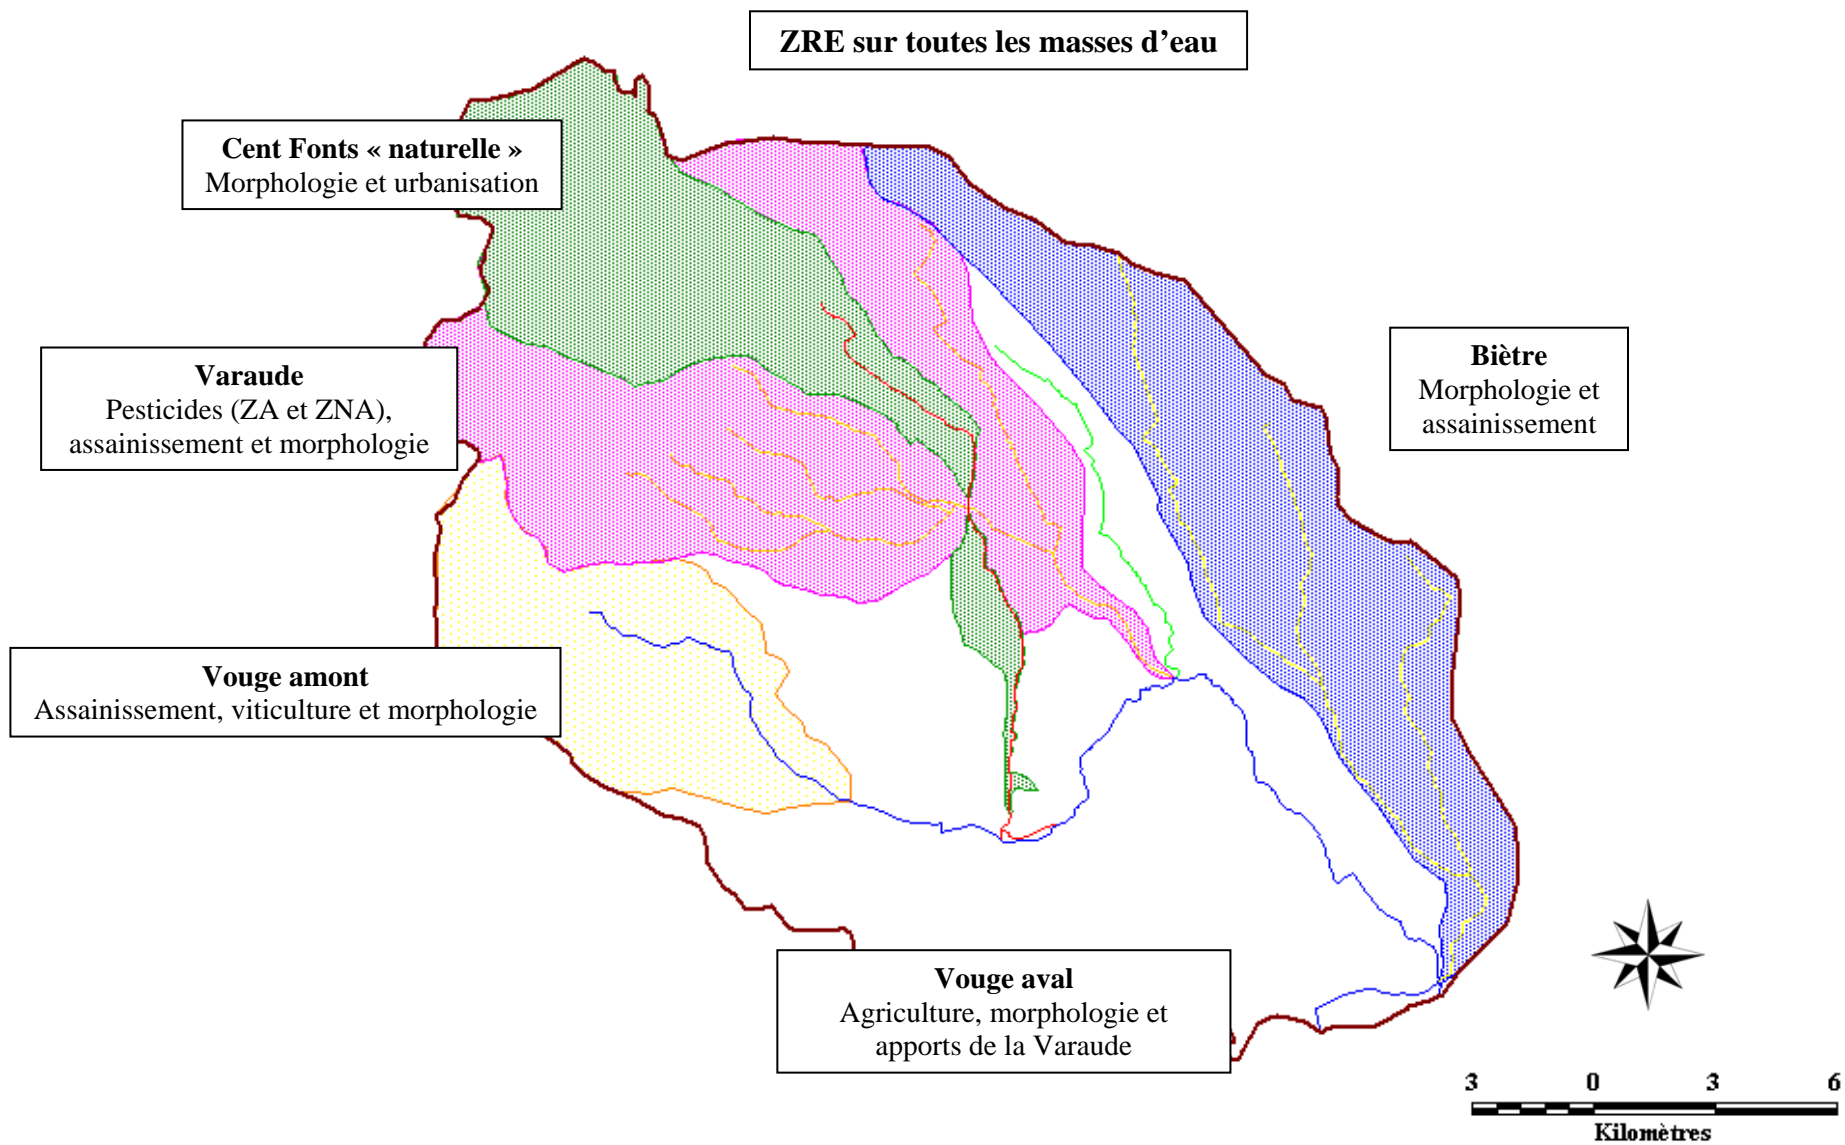 ZRE sur toutes les masses d’eau
Cent Fonts « naturelle »
Morphologie et urbanisation
Varaude
Pesticides (ZA et ZNA),
assainissement et morphologie
Biètre
Morphologie et
assainissement
Vouge amont
Assainissement, viticulture et morphologie
Vouge aval
Agriculture, morphologie et
apports de la Varaude
3 0 3 6
Kilomètres